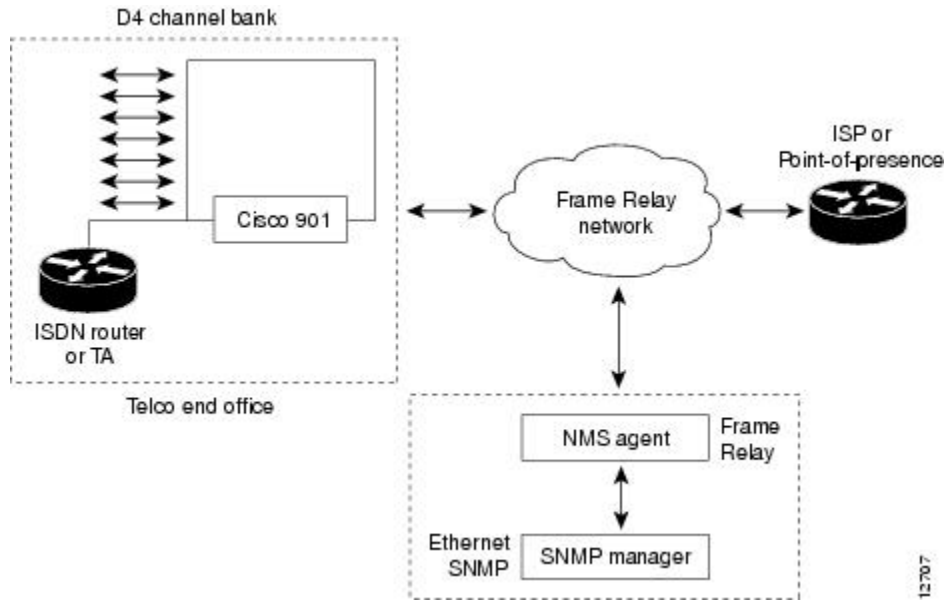 D4 channel bank
Cisco 901
ISDN router
or TA
Telco end office
Frame Relay
network
ISP or
Point-of-presence
NMS agent
Frame
Relay
Ethernet
SNMP
SNMP manager
12707